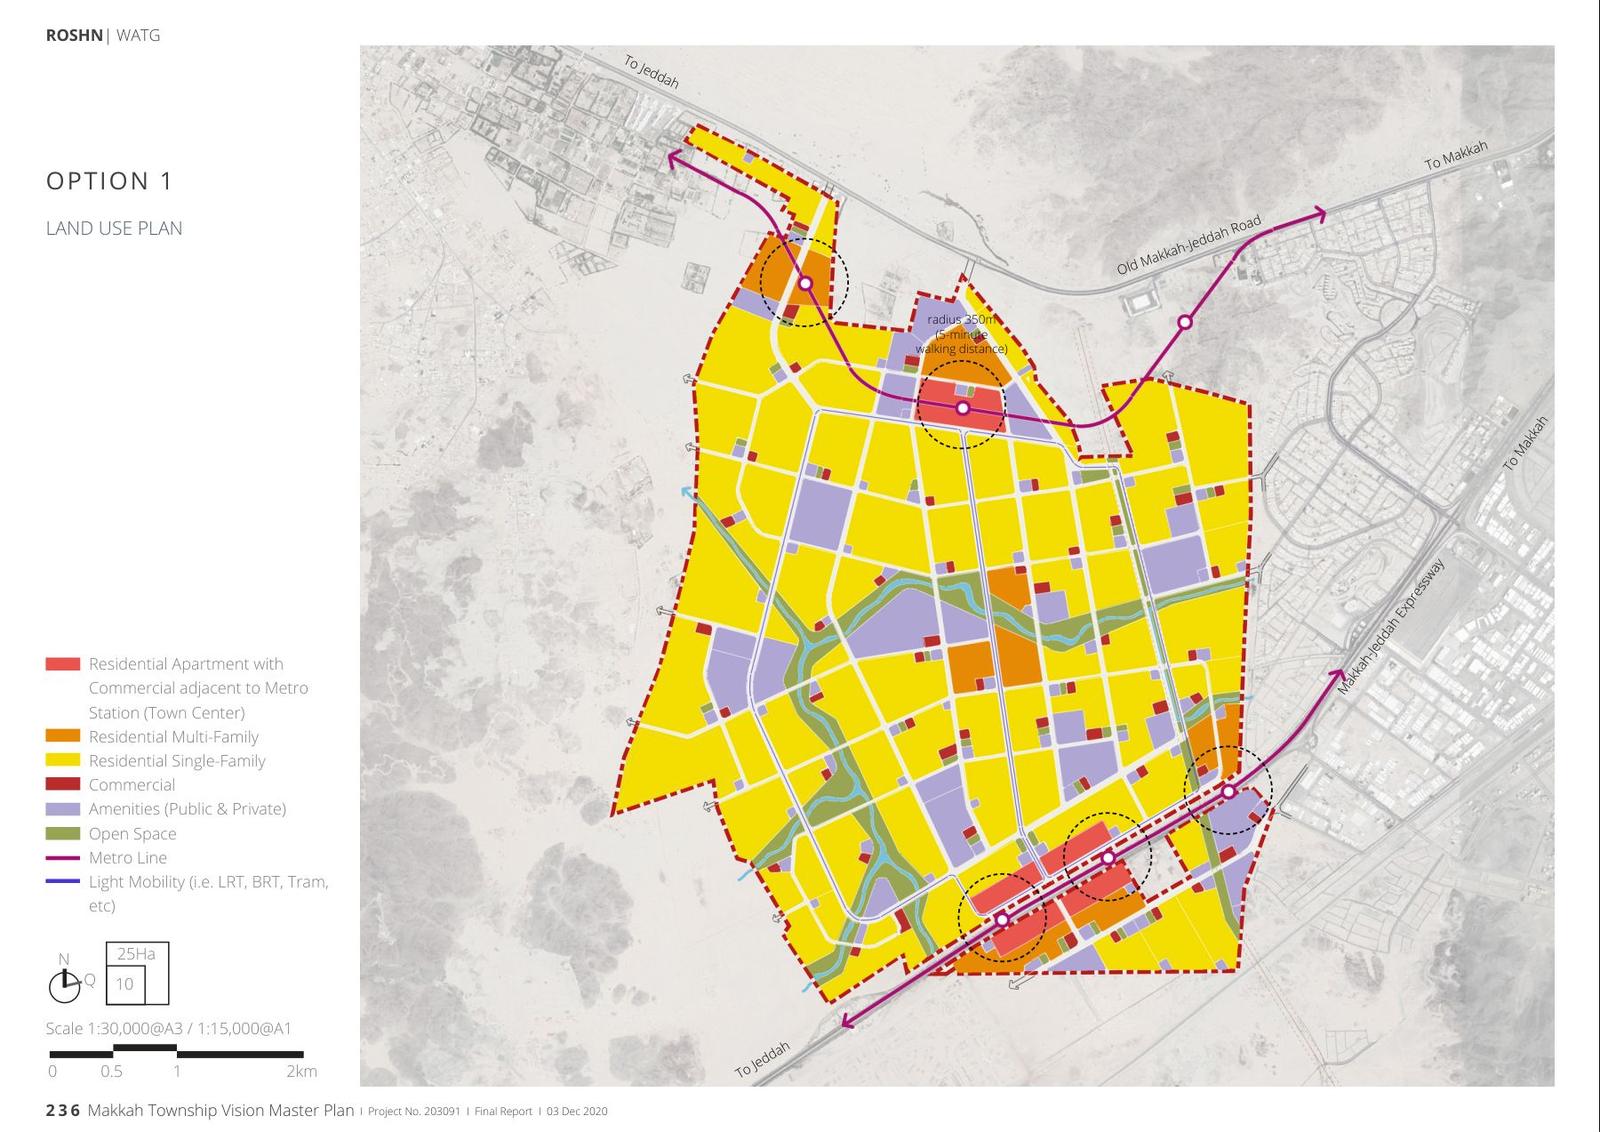 ROSHN| WATG
OPTION 1
LAND USE PLAN
To Jeddah
To Makkah
Old Makkah-Jeddah Road
radius 350m
(5-minute
walking distance)
To Makkah
Makkah-Jeddah Expressway
To Jeddah
Residential Apartment with
Commercial adjacent to Metro
Station (Town Center)
Residential Multi-Family
Residential Single-Family
Commercial
Amenities (Public & Private)
Open Space
Metro Line
Light Mobility (i.e. LRT, BRT, Tram,
etc)
N
Q
25Ha
10
Scale 1:30,000@A3 / 1:15,000@A1
0 0.5 1 2km
236 Makkah Township Vision Master Plan | Project No. 203091 | Final Report | 03 Dec 2020